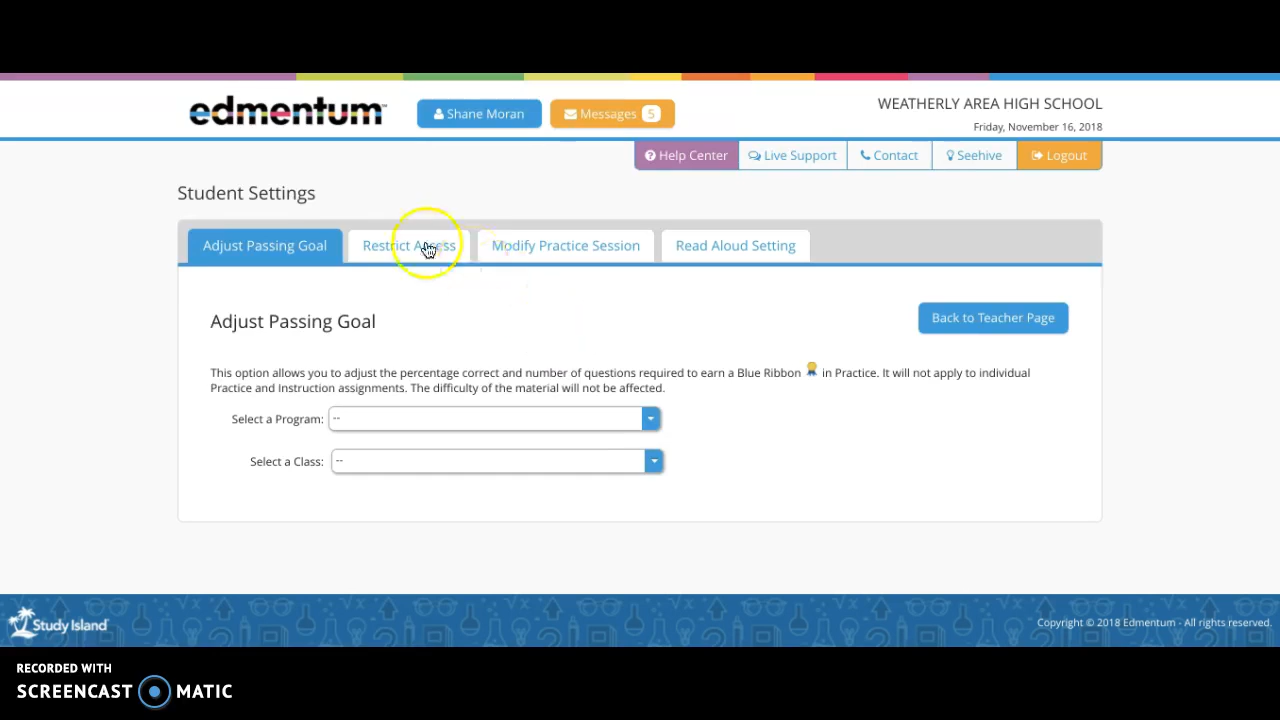 edmentum™
Shane Moran
Messages 5
WEATHERLY AREA HIGH SCHOOL
Friday, November 16, 2018
Help Center
Live Support
Contact
Seehive
Logout
Student Settings
Adjust Passing Goal
Restrict Access
Modify Practice Session
Read Aloud Setting
Adjust Passing Goal
Back to Teacher Page
This option allows you to adjust the percentage correct and number of questions required to earn a Blue Ribbon in Practice. It will not apply to individual
Practice and Instruction assignments. The difficulty of the material will not be affected.
Select a Program: --
Select a Class: --
Study Island
Copyright © 2018 Edmentum - All rights reserved.
RECORDED WITH
SCREENCAST MATIC